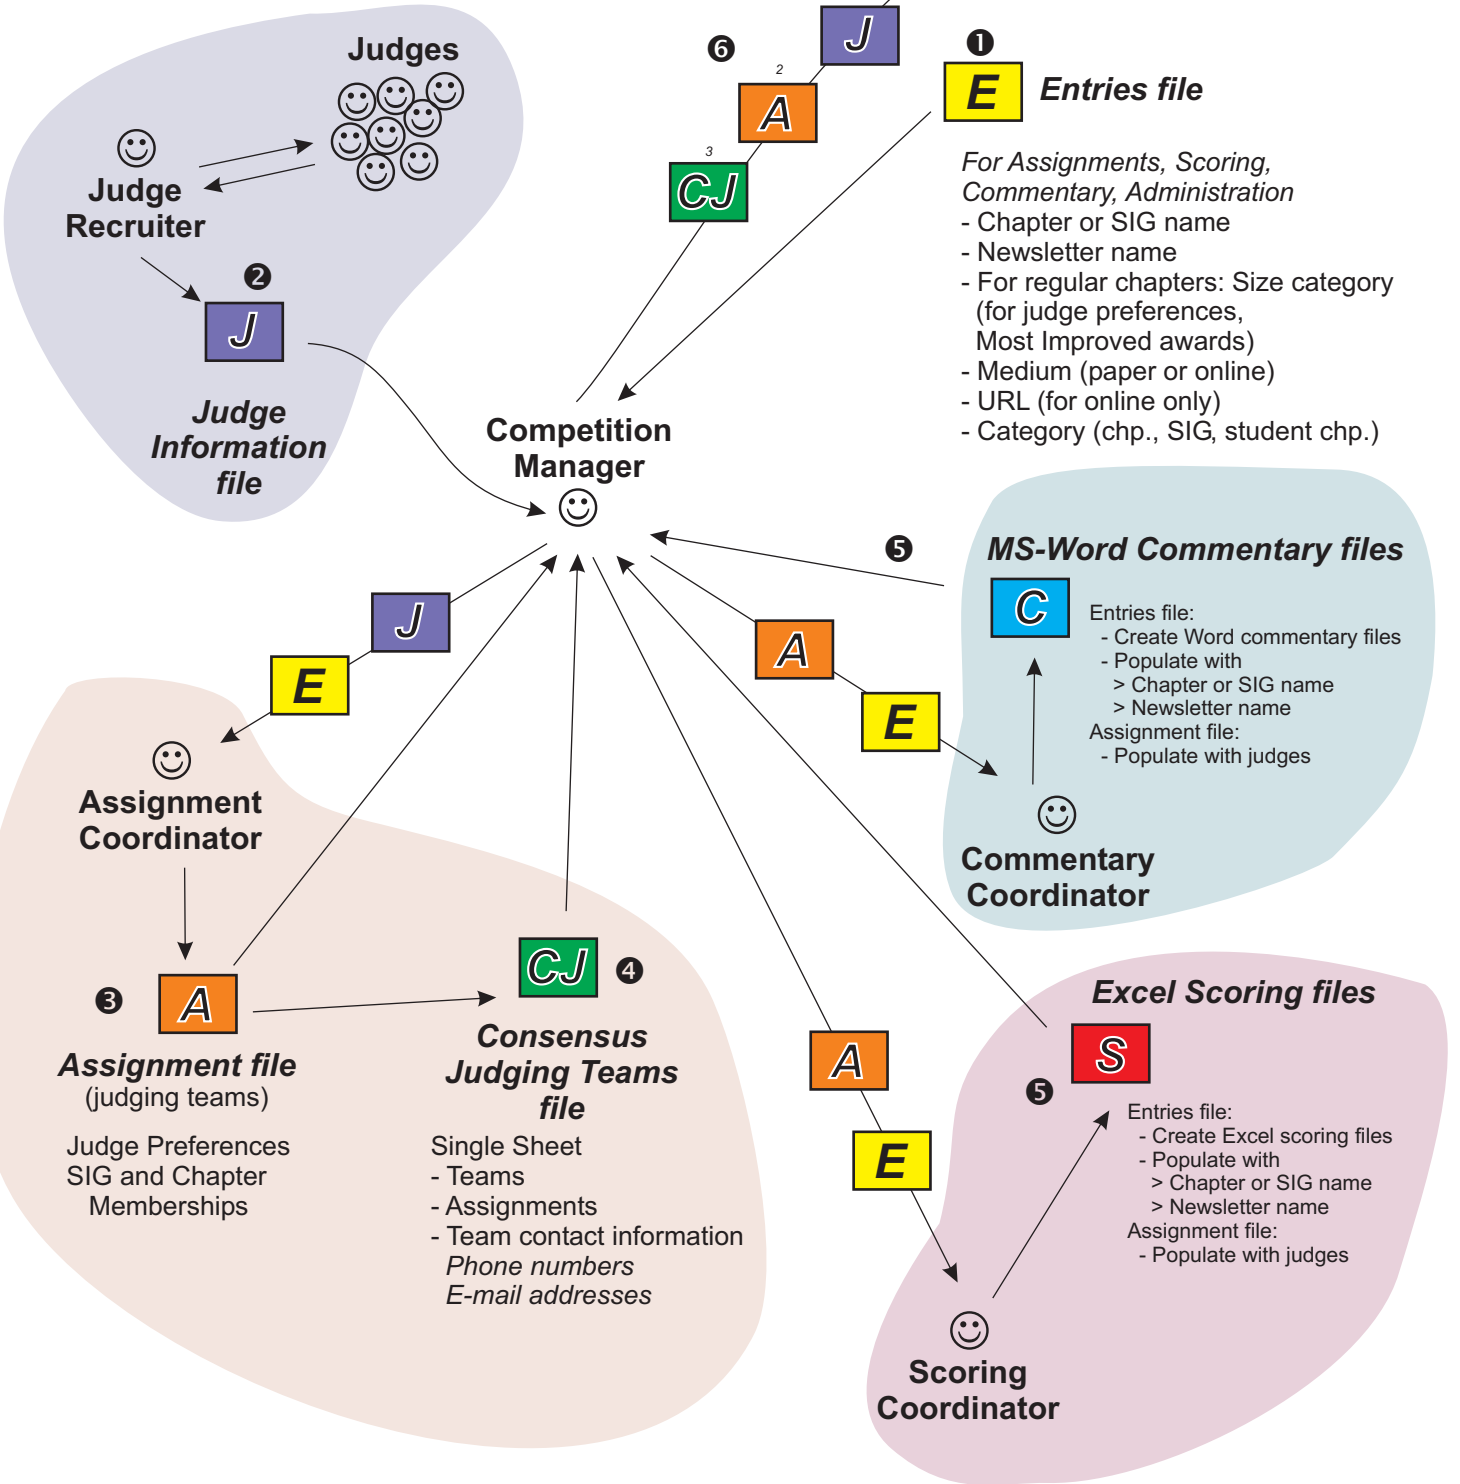 Judges
Judge
Recruiter
❷
J
Judge
Information
file
❻
J
2
A
3
CJ
❶
E
Entries file
For Assignments, Scoring,
Commentary, Administration
- Chapter or SIG name
- Newsletter name
- For regular chapters: Size category
(for judge preferences,
Most Improved awards)
- Medium (paper or online)
- URL (for online only)
- Category (chp., SIG, student chp.)
Competition
Manager
J
E
Assignment
Coordinator
❸
A
Assignment file
(judging teams)
Judge Preferences
SIG and Chapter
Memberships
CJ
❹
Consensus
Judging Teams
file
Single Sheet
- Teams
- Assignments
- Team contact information
Phone numbers
E-mail addresses
❺
A
E
MS-Word Commentary files
C
Entries file:
- Create Word commentary files
- Populate with
> Chapter or SIG name
> Newsletter name
Assignment file:
- Populate with judges
Commentary
Coordinator
A
E
Excel Scoring files
S
❺
Entries file:
- Create Excel scoring files
- Populate with
> Chapter or SIG name
> Newsletter name
Assignment file:
- Populate with judges
Scoring
Coordinator